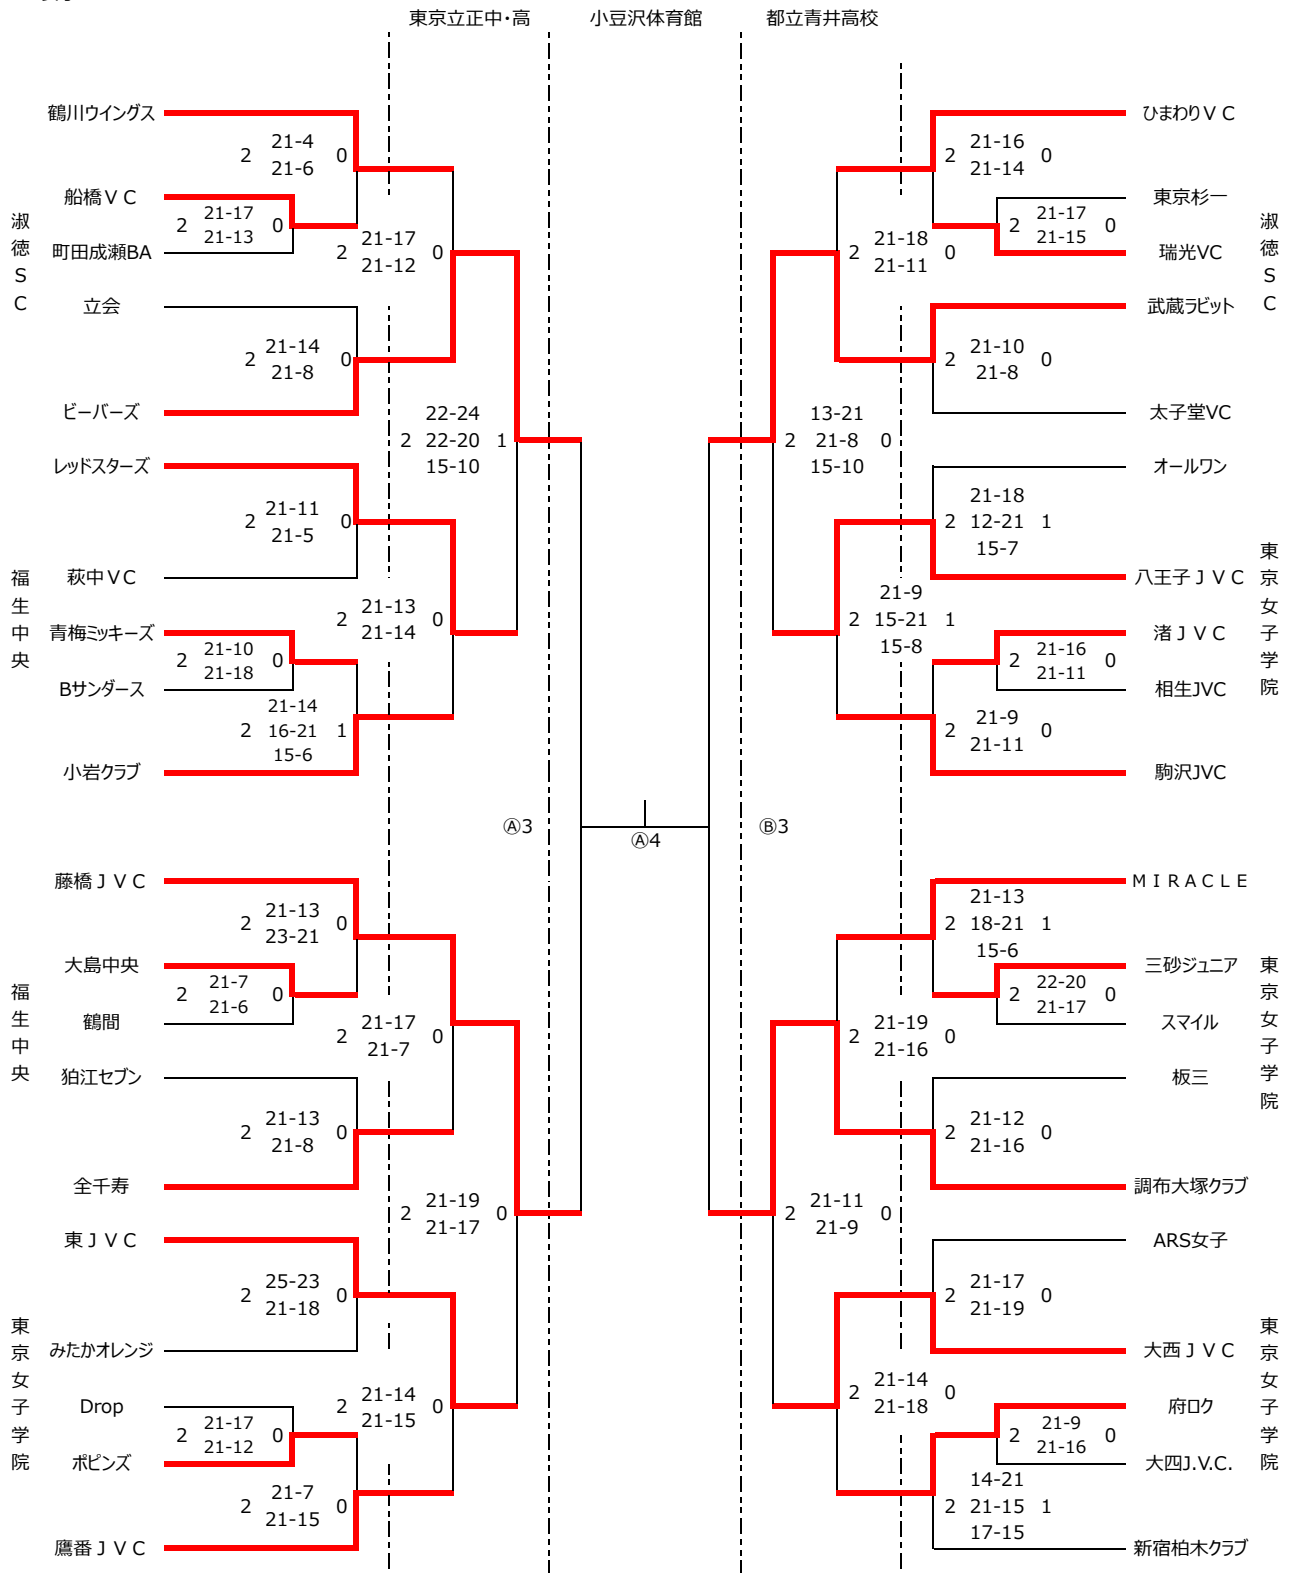 東京立正中・高
小豆沢体育館
都立青井高校
淑徳SC
鶴川ウイングス
2 21-4 0
21-6
船橋VC
2 21-17 0
21-13
町田成瀬BA
2 21-17 0
21-12
立会
2 21-14 0
21-8
ビーバーズ
22-24
2 22-20 1
15-10
福生中央
レッドスターズ
2 21-11 0
21-5
萩中VC
2 21-13 0
21-14
青梅ミッキーズ
2 21-10 0
21-18
Bサンダース
21-14
2 16-21 1
15-6
小岩クラブ
Ⓐ3
Ⓐ4
Ⓑ3
福生中央
藤橋JVC
2 21-13 0
23-21
大島中央
2 21-7 0
21-6
鶴間
2 21-17 0
21-7
狛江セブン
2 21-13 0
21-8
全千寿
2 21-19 0
21-17
東京女子学院
東JVC
2 25-23 0
21-18
みたかオレンジ
2 21-14 0
21-15
Drop
2 21-17 0
21-12
ポピンズ
2 21-7 0
21-15
鷹番JVC
淑徳SC
ひまわりVC
2 21-16 0
21-14
東京杉一
2 21-17 0
21-15
瑞光VC
2 21-18 0
21-11
武蔵ラビット
2 21-10 0
21-8
太子堂VC
13-21
2 21-8 0
15-10
東京女子学院
オールワン
21-18
2 12-21 1
15-7
八王子JVC
21-9
2 15-21 1
15-8
渚JVC
2 21-16 0
21-11
相生JVC
2 21-9 0
21-11
駒沢JVC
東京女子学院
MIRACLE
21-13
2 18-21 1
15-6
三砂ジュニア
2 22-20 0
21-17
スマイル
2 21-19 0
21-16
板三
2 21-12 0
21-16
調布大塚クラブ
2 21-11 0
21-9
東京女子学院
ARS女子
2 21-17 0
21-19
大西JVC
2 21-14 0
21-18
府ロク
2 21-9 0
21-16
大四J.V.C.
14-21
2 21-15 1
17-15
新宿柏木クラブ